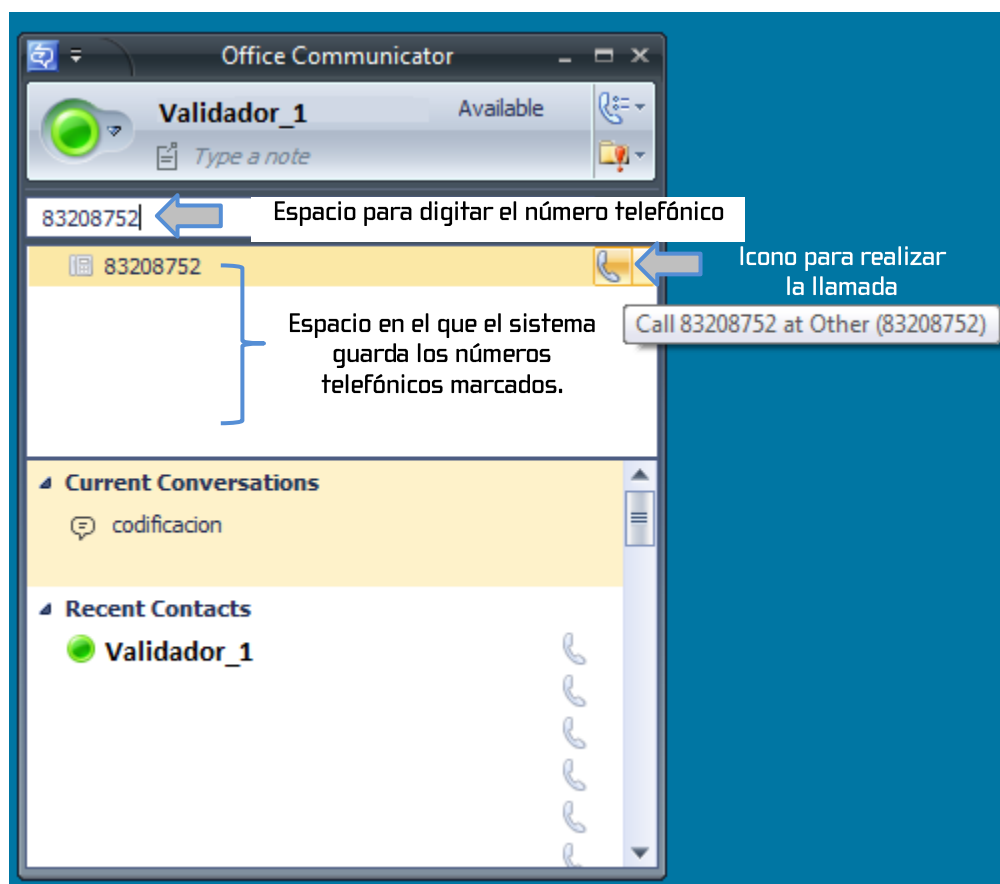 Office Communicator
Validador_1
Available
Type a note
83208752
Espacio para digitar el número telefónico
83208752
Icono para realizar
la llamada
Call 83208752 at Other (83208752)
Espacio en el que el sistema
guarda los números
telefónicos marcados.
Current Conversations
codificacion
Recent Contacts
Validador_1